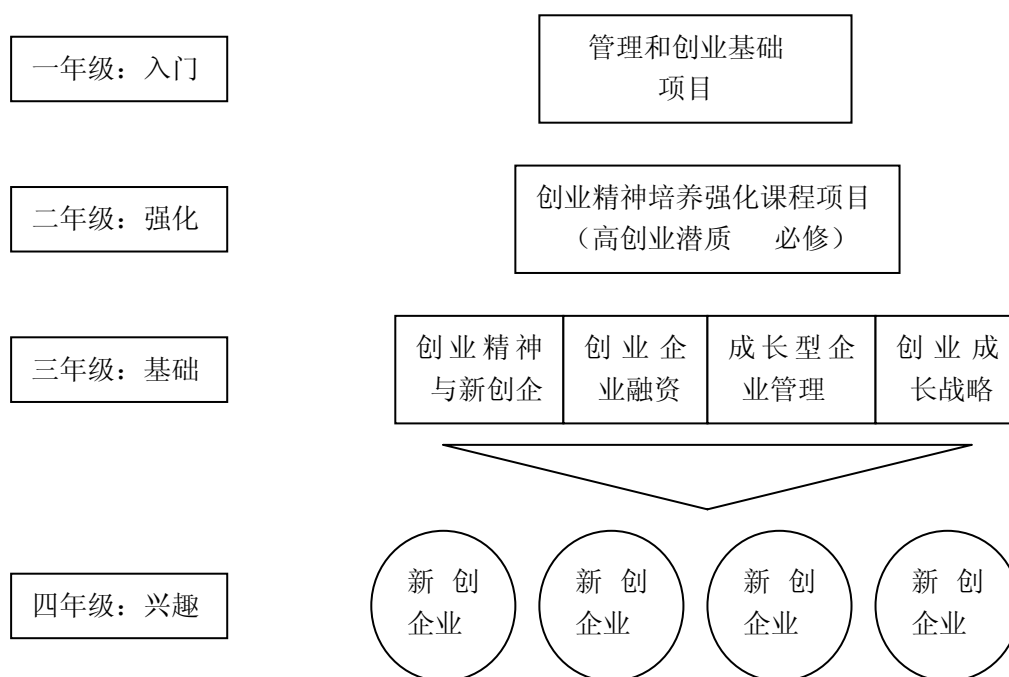 一年级：入门
管理和创业基础
项目
二年级：强化
创业精神培养强化课程项目
（高创业潜质 必修）
三年级：基础
创业精神
与新创企
创业企
业融资
成长型企
业管理
创业成
长战略
四年级：兴趣
新创
企业
新创
企业
新创
企业
新创
企业